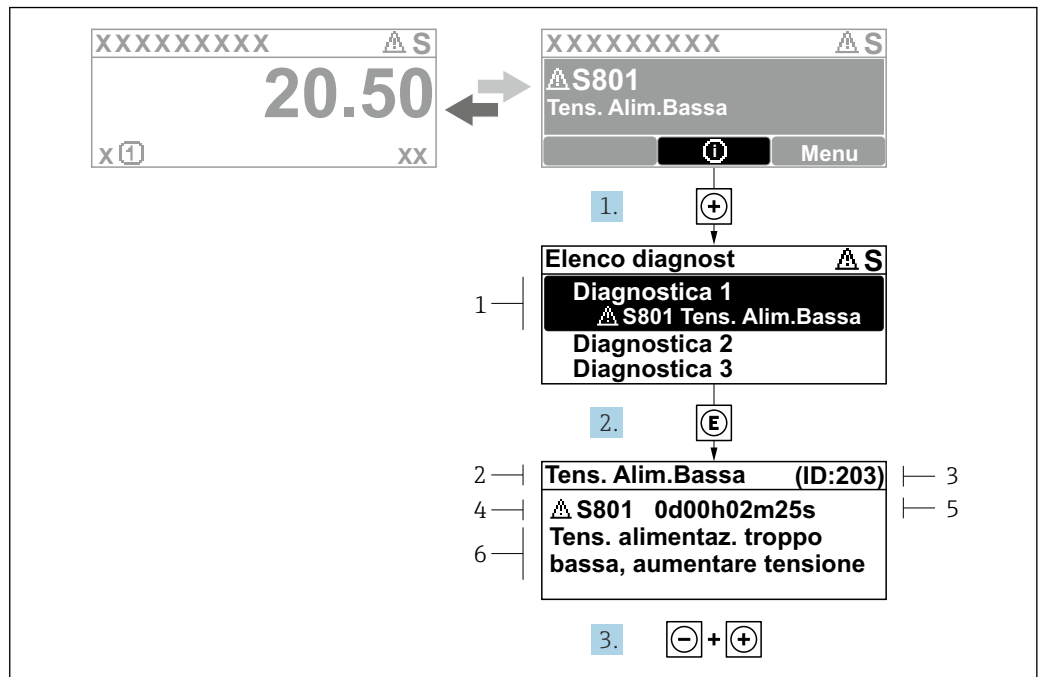 XXXXXXXXX ⚠ S
20.50
x ① xx
XXXXXXXXX ⚠ S
⚠ S801
Tens. Alim.Bassa
ⓘ Menu
1. +
Elenco diagnost ⚠ S
1
Diagnostica 1
⚠ S801 Tens. Alim.Bassa
Diagnostica 2
Diagnostica 3
2. E
2 Tens. Alim.Bassa (ID:203) 3
4 ⚠ S801 0d00h02m25s 5
6 Tens. alimentaz. troppo
bassa, aumentare tensione
3. - + +